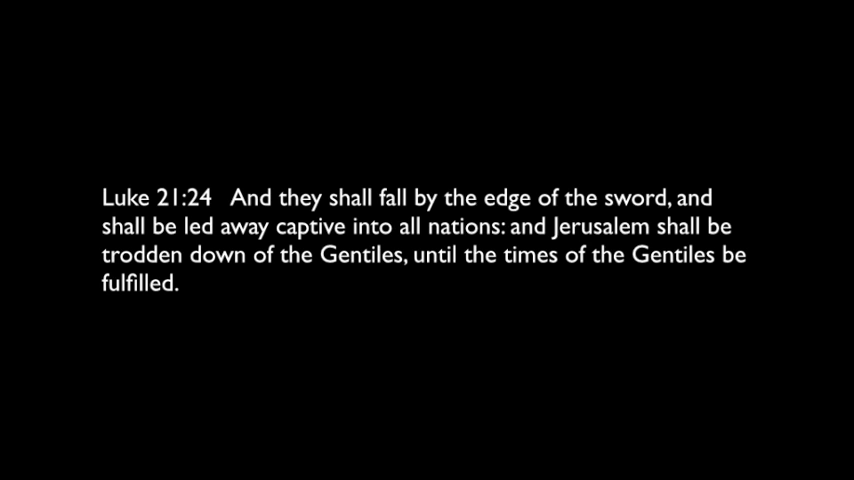 Luke 21:24 And they shall fall by the edge of the sword, and
shall be led away captive into all nations: and Jerusalem shall be
trodden down of the Gentiles, until the times of the Gentiles be
fulfilled.